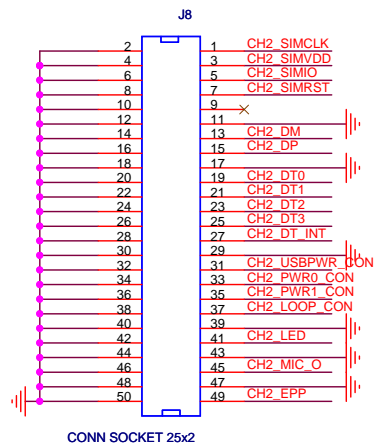 J8
2 1 CH2_SIMCLK
4 3 CH2_SIMVDD
6 5 CH2_SIMIO
8 7 CH2_SIMRST
10 9
12 11
14 13 CH2_DM
16 15 CH2_DP
18 17
20 19 CH2_DT0
22 21 CH2_DT1
24 23 CH2_DT2
26 25 CH2_DT3
28 27 CH2_DT_INT
30 29
32 31 CH2_USBPWR_CON
34 33 CH2_PWR0_CON
36 35 CH2_PWR1_CON
38 37 CH2_LOOP_CON
40 39
42 41 CH2_LED
44 43
46 45 CH2_MIC_O
48 47
50 49 CH2_EPP
CONN SOCKET 25x2